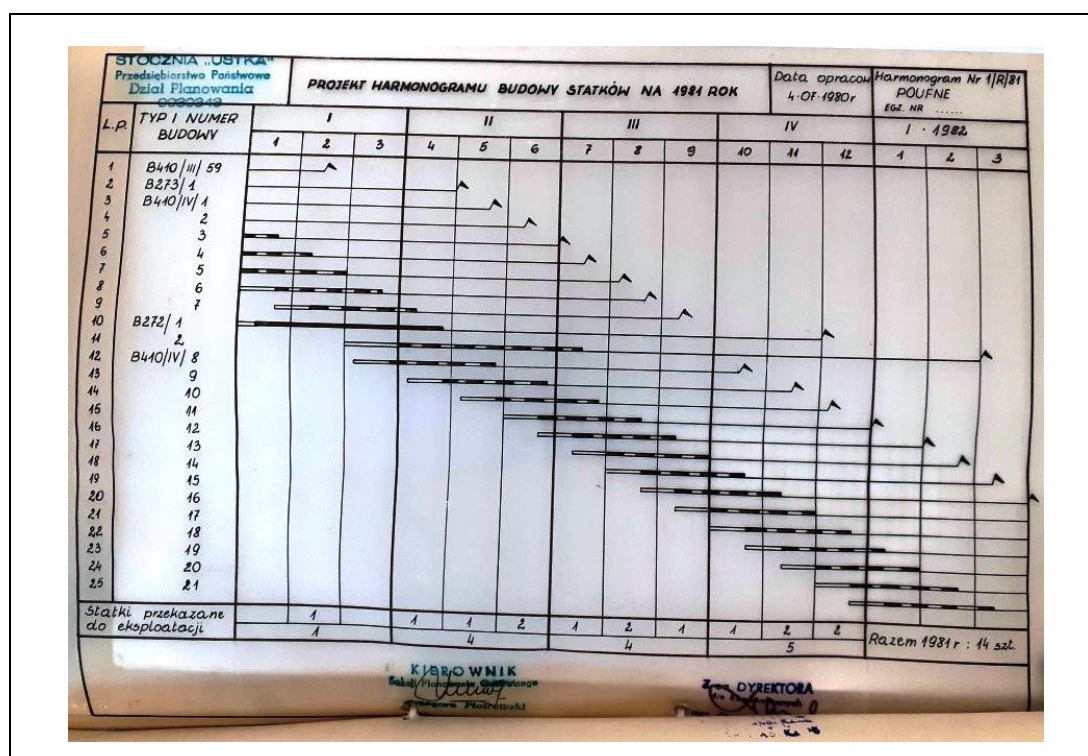 STOCZNIA „USTKA”
Przedsiębiorstwo Państwowe
Dział Planowania
0030343
PROJEKT HARMONOGRAMU BUDOWY STATKÓW NA 1981 ROK
Data opracow
4·07·1980r
Harmonogram Nr 1/R/81
POUFNE
EGZ. NR ......
L.p. TYP I NUMER BUDOWY I II III IV I · 1982
1 2 3 4 5 6 7 8 9 10 11 12 1 2 3
1 B410/III/ 59
2 B273/1
3 B410/IV/ 1
4 2
5 3
6 4
7 5
8 6
9 7
10 B272/ 1
11 2
12 B410/IV/ 8
13 9
14 10
15 11
16 12
17 13
18 14
19 15
20 16
21 17
22 18
23 19
24 20
25 21
Statki przekazane do eksploatacji
1 1 1 2 1 2 1 1 2 2
1 4 4 5
Razem 1981 r : 14 szt.
KIEROWNIK
Piotrowski
DYREKTORA